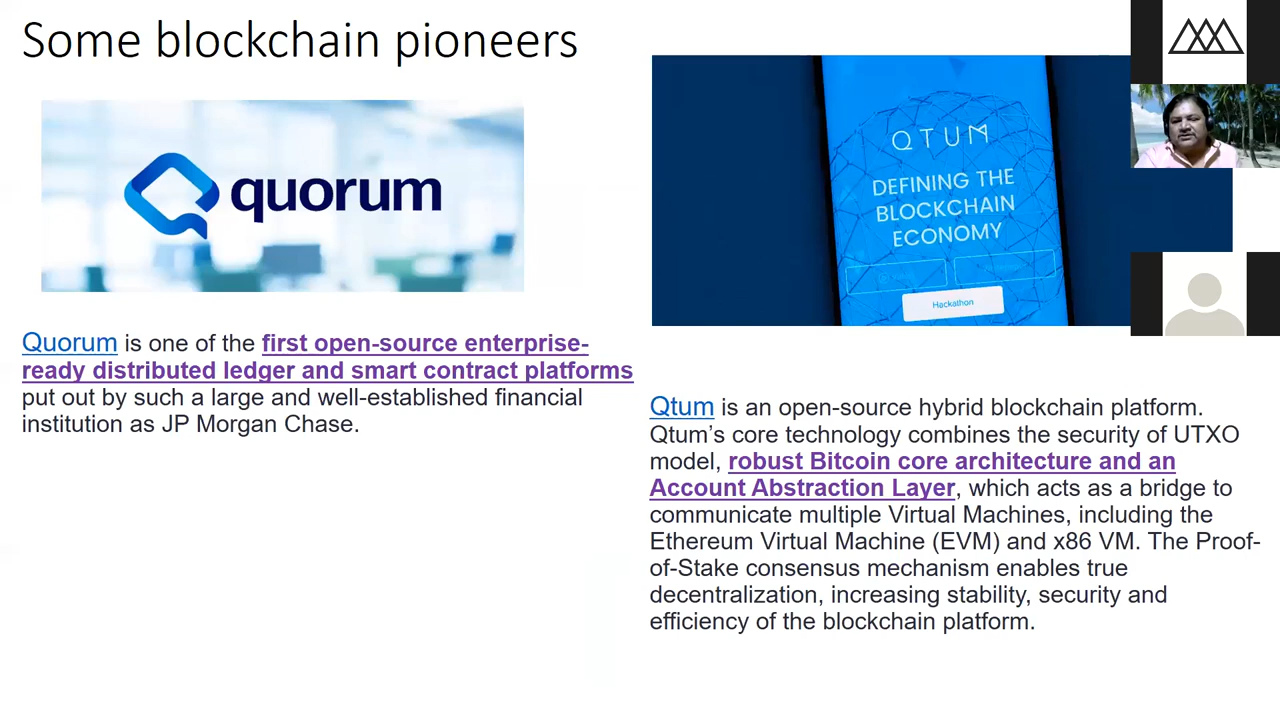 Some blockchain pioneers
quorum
Quorum is one of the first open-source enterprise-
ready distributed ledger and smart contract platforms
put out by such a large and well-established financial
institution as JP Morgan Chase.
QTUM
DEFINING THE
BLOCKCHAIN
ECONOMY
Hackathon
Qtum is an open-source hybrid blockchain platform.
Qtum’s core technology combines the security of UTXO
model, robust Bitcoin core architecture and an
Account Abstraction Layer, which acts as a bridge to
communicate multiple Virtual Machines, including the
Ethereum Virtual Machine (EVM) and x86 VM. The Proof-
of-Stake consensus mechanism enables true
decentralization, increasing stability, security and
efficiency of the blockchain platform.